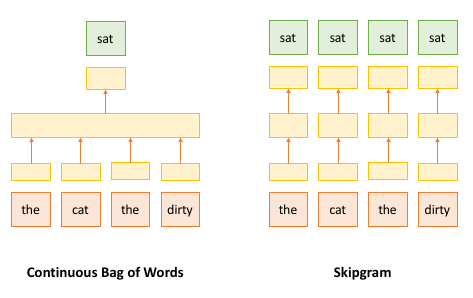 sat
sat sat sat sat
the cat the dirty
the cat the dirty
Continuous Bag of Words
Skipgram